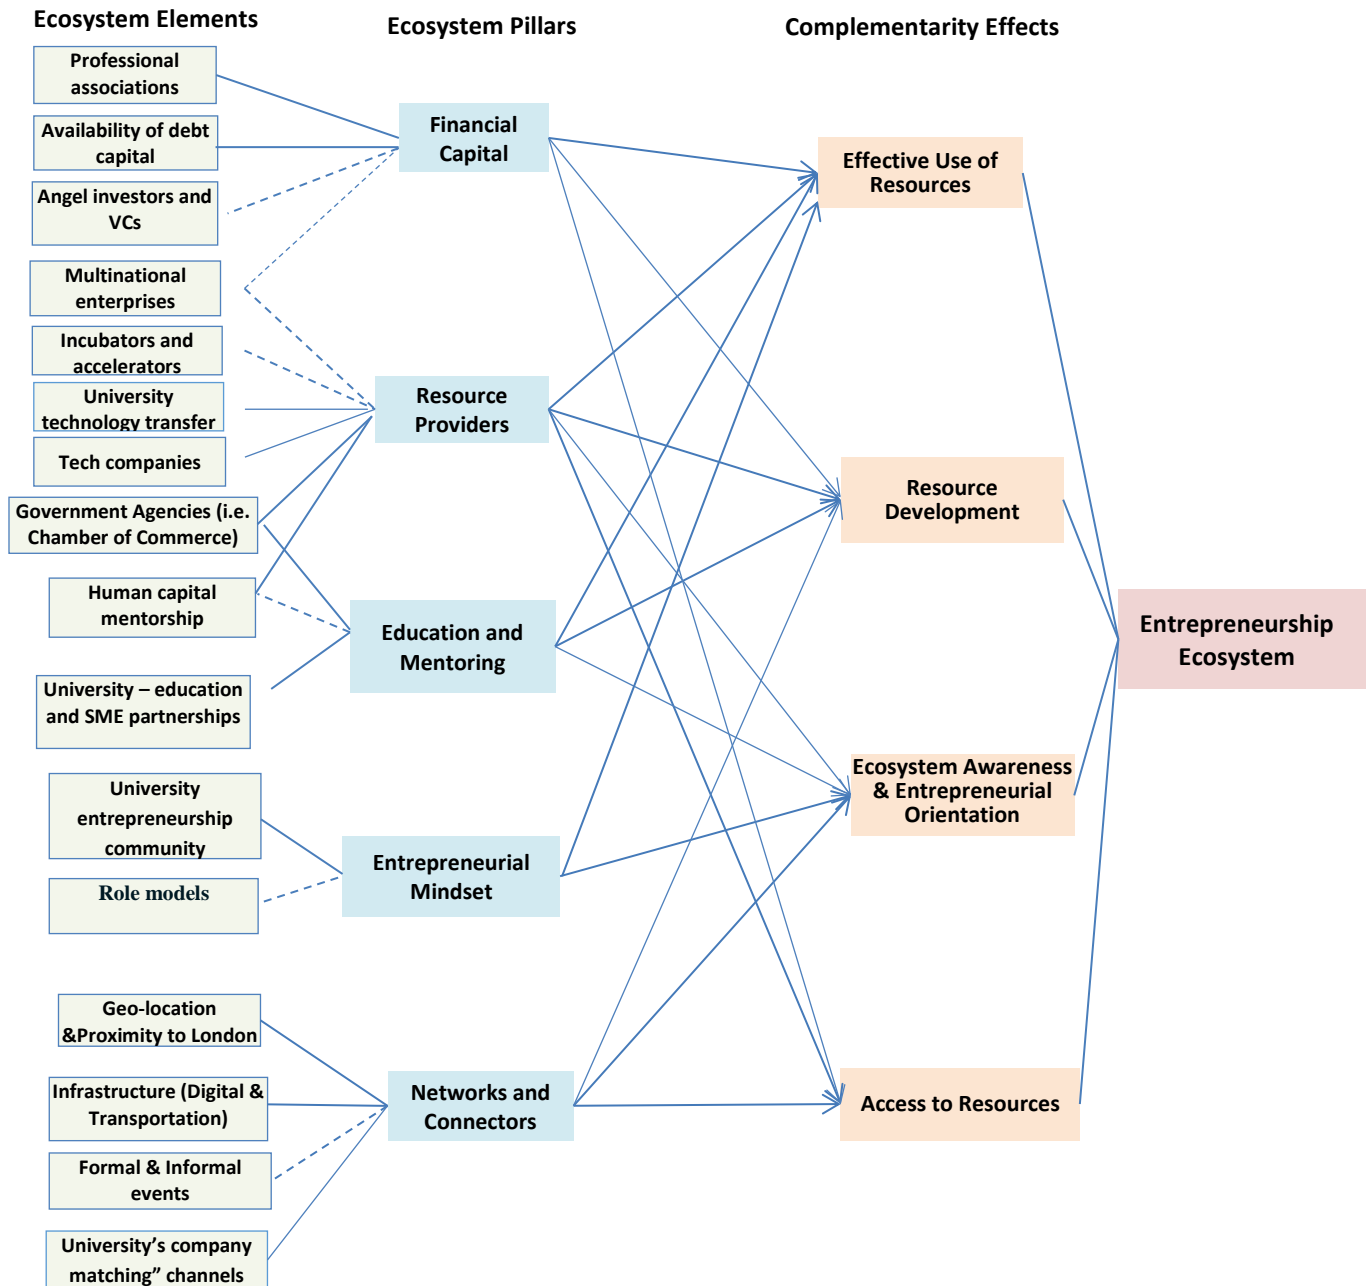 Ecosystem Elements
Ecosystem Pillars
Complementarity Effects
Professional
associations
Availability of debt
capital
Angel investors and
VCs
Multinational
enterprises
Incubators and
accelerators
University
technology transfer
Tech companies
Government Agencies (i.e.
Chamber of Commerce)
Human capital
mentorship
University – education
and SME partnerships
University
entrepreneurship
community
Role models
Geo-location
&Proximity to London
Infrastructure (Digital &
Transportation)
Formal & Informal
events
University’s company
matching” channels
Financial
Capital
Resource
Providers
Education and
Mentoring
Entrepreneurial
Mindset
Networks and
Connectors
Effective Use of
Resources
Resource
Development
Ecosystem Awareness
& Entrepreneurial
Orientation
Access to Resources
Entrepreneurship
Ecosystem